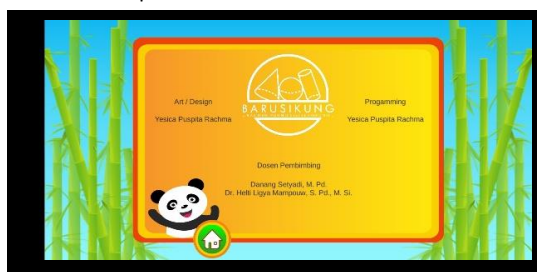 Art / Design
Yesica Puspita Rachma
BARUSIKUNG
Progamming
Yesica Puspita Rachma
Dosen Pembimbing
Danang Setyadi, M. Pd.
Dr. Helti Ligya Mampouw, S. Pd., M. Si.